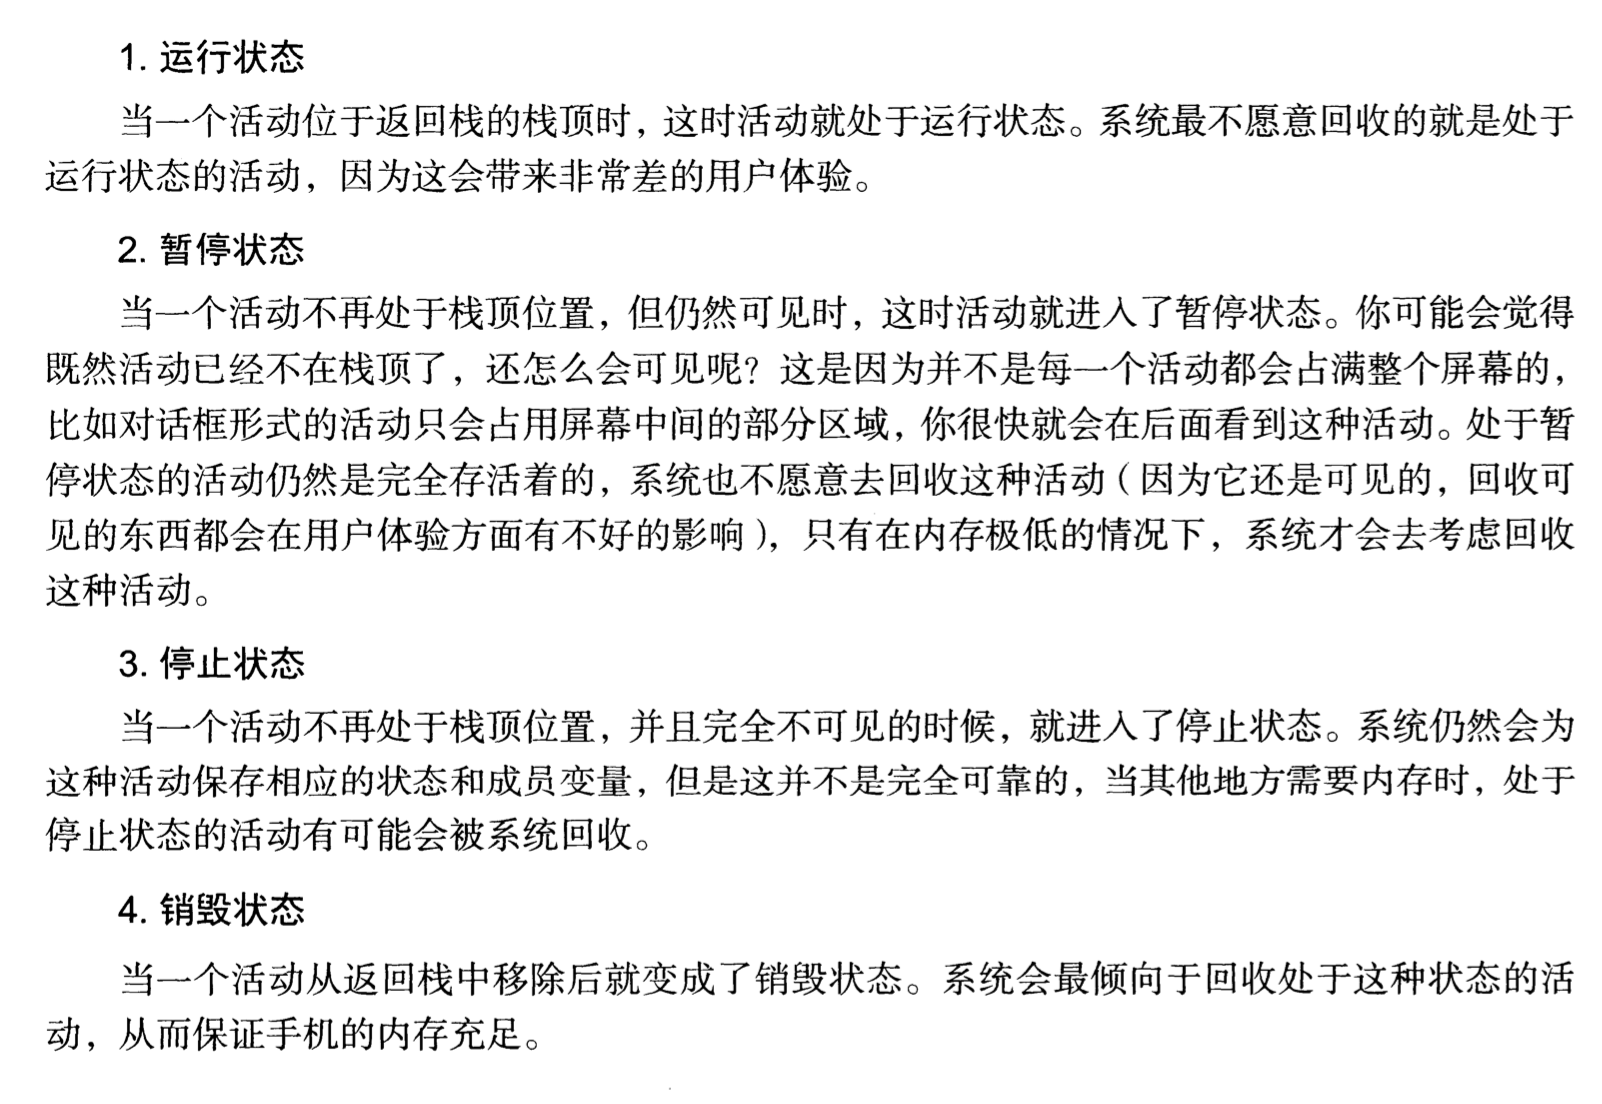 1. 运行状态
当一个活动位于返回栈的栈顶时，这时活动就处于运行状态。系统最不愿意回收的就是处于
运行状态的活动，因为这会带来非常差的用户体验。
2. 暂停状态
当一个活动不再处于栈顶位置，但仍然可见时，这时活动就进入了暂停状态。你可能会觉得
既然活动已经不在栈顶了，还怎么会可见呢？这是因为并不是每一个活动都会占满整个屏幕的，
比如对话框形式的活动只会占用屏幕中间的部分区域，你很快就会在后面看到这种活动。处于暂
停状态的活动仍然是完全存活着的，系统也不愿意去回收这种活动（因为它还是可见的，回收可
见的东西都会在用户体验方面有不好的影响），只有在内存极低的情况下，系统才会去考虑回收
这种活动。
3. 停止状态
当一个活动不再处于栈顶位置，并且完全不可见的时候，就进入了停止状态。系统仍然会为
这种活动保存相应的状态和成员变量，但是这并不是完全可靠的，当其他地方需要内存时，处于
停止状态的活动有可能会被系统回收。
4. 销毁状态
当一个活动从返回栈中移除后就变成了销毁状态。系统会最倾向于回收处于这种状态的活
动，从而保证手机的内存充足。